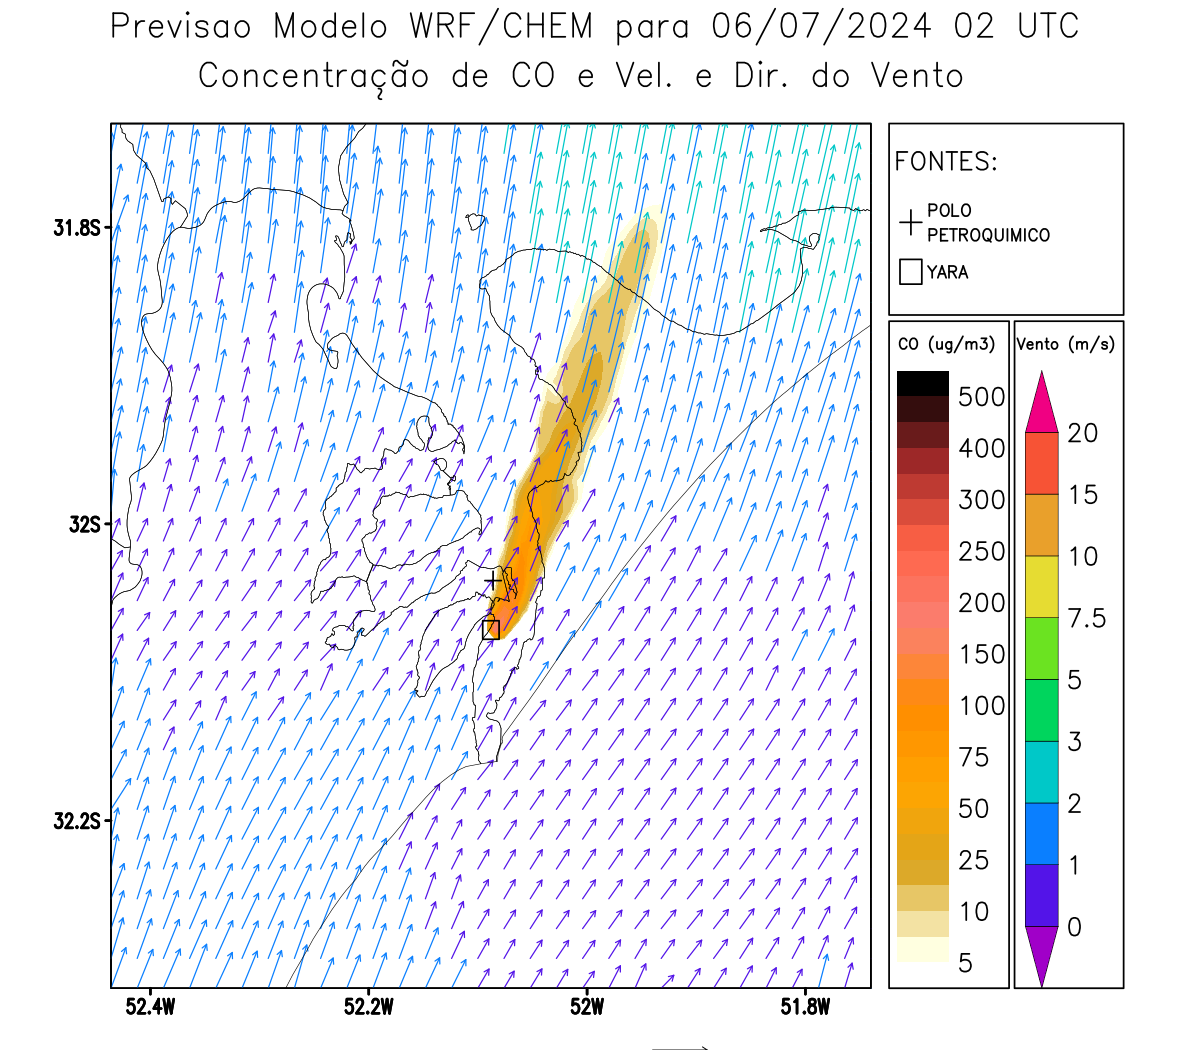 Previsao Modelo WRF/CHEM para 06/07/2024 02 UTC
Concentração de CO e Vel. e Dir. do Vento
FONTES:
POLO
PETROQUIMICO
YARA
CO (ug/m3)
500
400
300
250
200
150
100
75
50
25
10
5
Vento (m/s)
20
15
10
7.5
5
3
2
1
0
31.8S
32S
32.2S
52.4W
52.2W
52W
51.8W